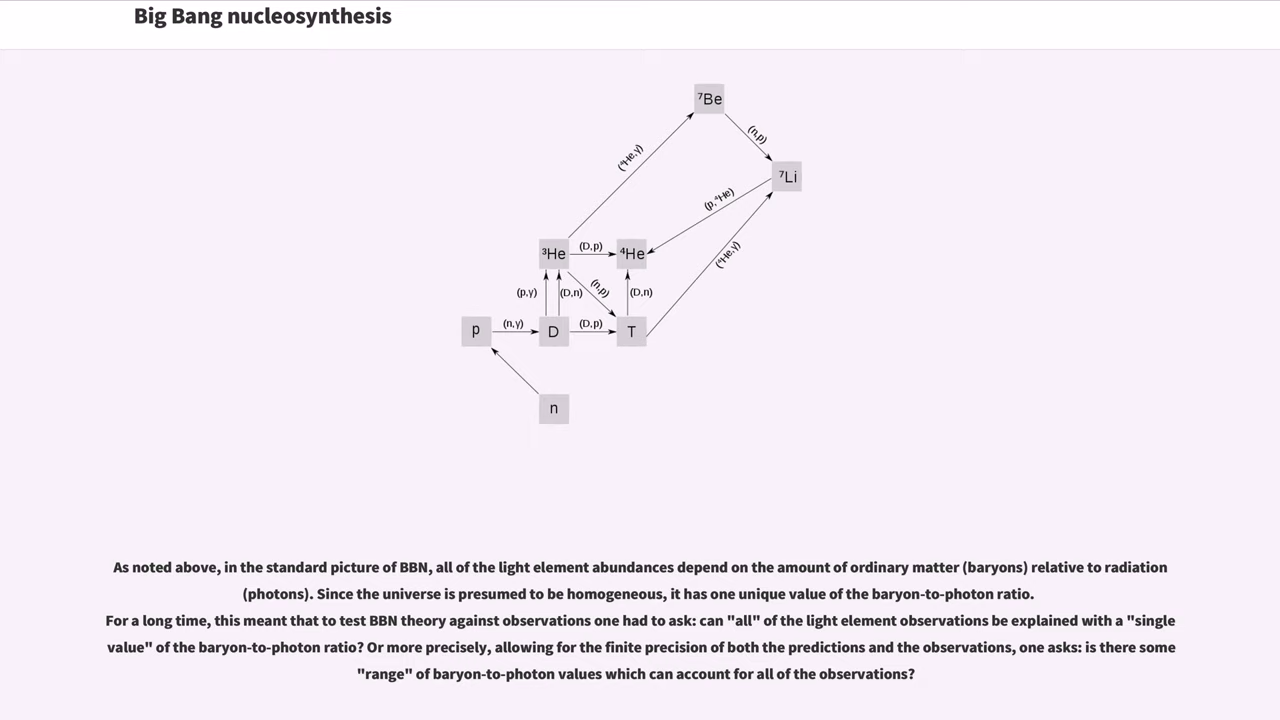 Big Bang nucleosynthesis
⁷Be
(n,p)
(⁴He,γ)
⁷Li
(p,⁴He)
³He
(D,p)
⁴He
(⁴He,γ)
(p,γ)
(D,n)
(n,p)
(D,n)
p
(n,γ)
D
(D,p)
T
n
As noted above, in the standard picture of BBN, all of the light element abundances depend on the amount of ordinary matter (baryons) relative to radiation
(photons). Since the universe is presumed to be homogeneous, it has one unique value of the baryon-to-photon ratio.
For a long time, this meant that to test BBN theory against observations one had to ask: can "all" of the light element observations be explained with a "single
value" of the baryon-to-photon ratio? Or more precisely, allowing for the finite precision of both the predictions and the observations, one asks: is there some
"range" of baryon-to-photon values which can account for all of the observations?